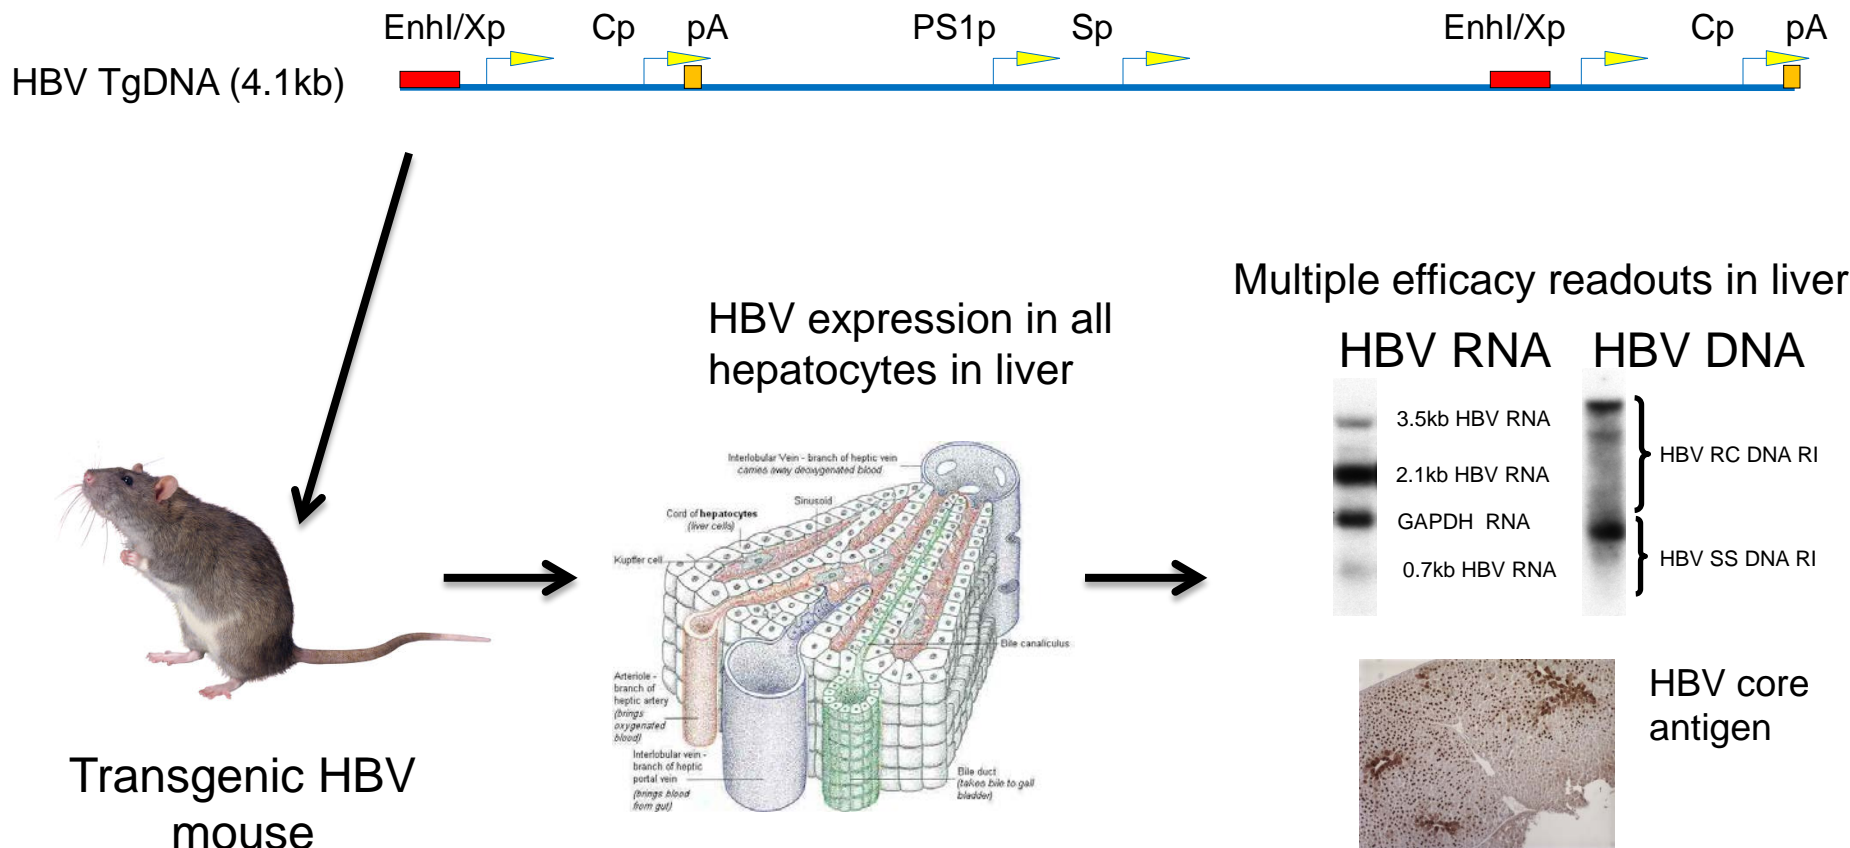 EnhI/Xp Cp pA PS1p Sp EnhI/Xp Cp pA
HBV TgDNA (4.1kb)
Multiple efficacy readouts in liver
HBV expression in all
hepatocytes in liver
HBV RNA HBV DNA
3.5kb HBV RNA
2.1kb HBV RNA
GAPDH RNA
0.7kb HBV RNA
HBV RC DNA RI
HBV SS DNA RI
Interlobular Vein - branch of heptic vein
carries away deoxygenated blood
Sinusoid
Cord of hepatocytes
(liver cells)
Kupffer cell
Bile canaliculus
Arteriole -
branch of
heptic artery
(brings
oxygenated
blood)
Interlobular vein -
branch of heptic
portal vein
(brings blood
from gut)
Bile duct
(takes bile to gall
bladder)
HBV core
antigen
Transgenic HBV
mouse